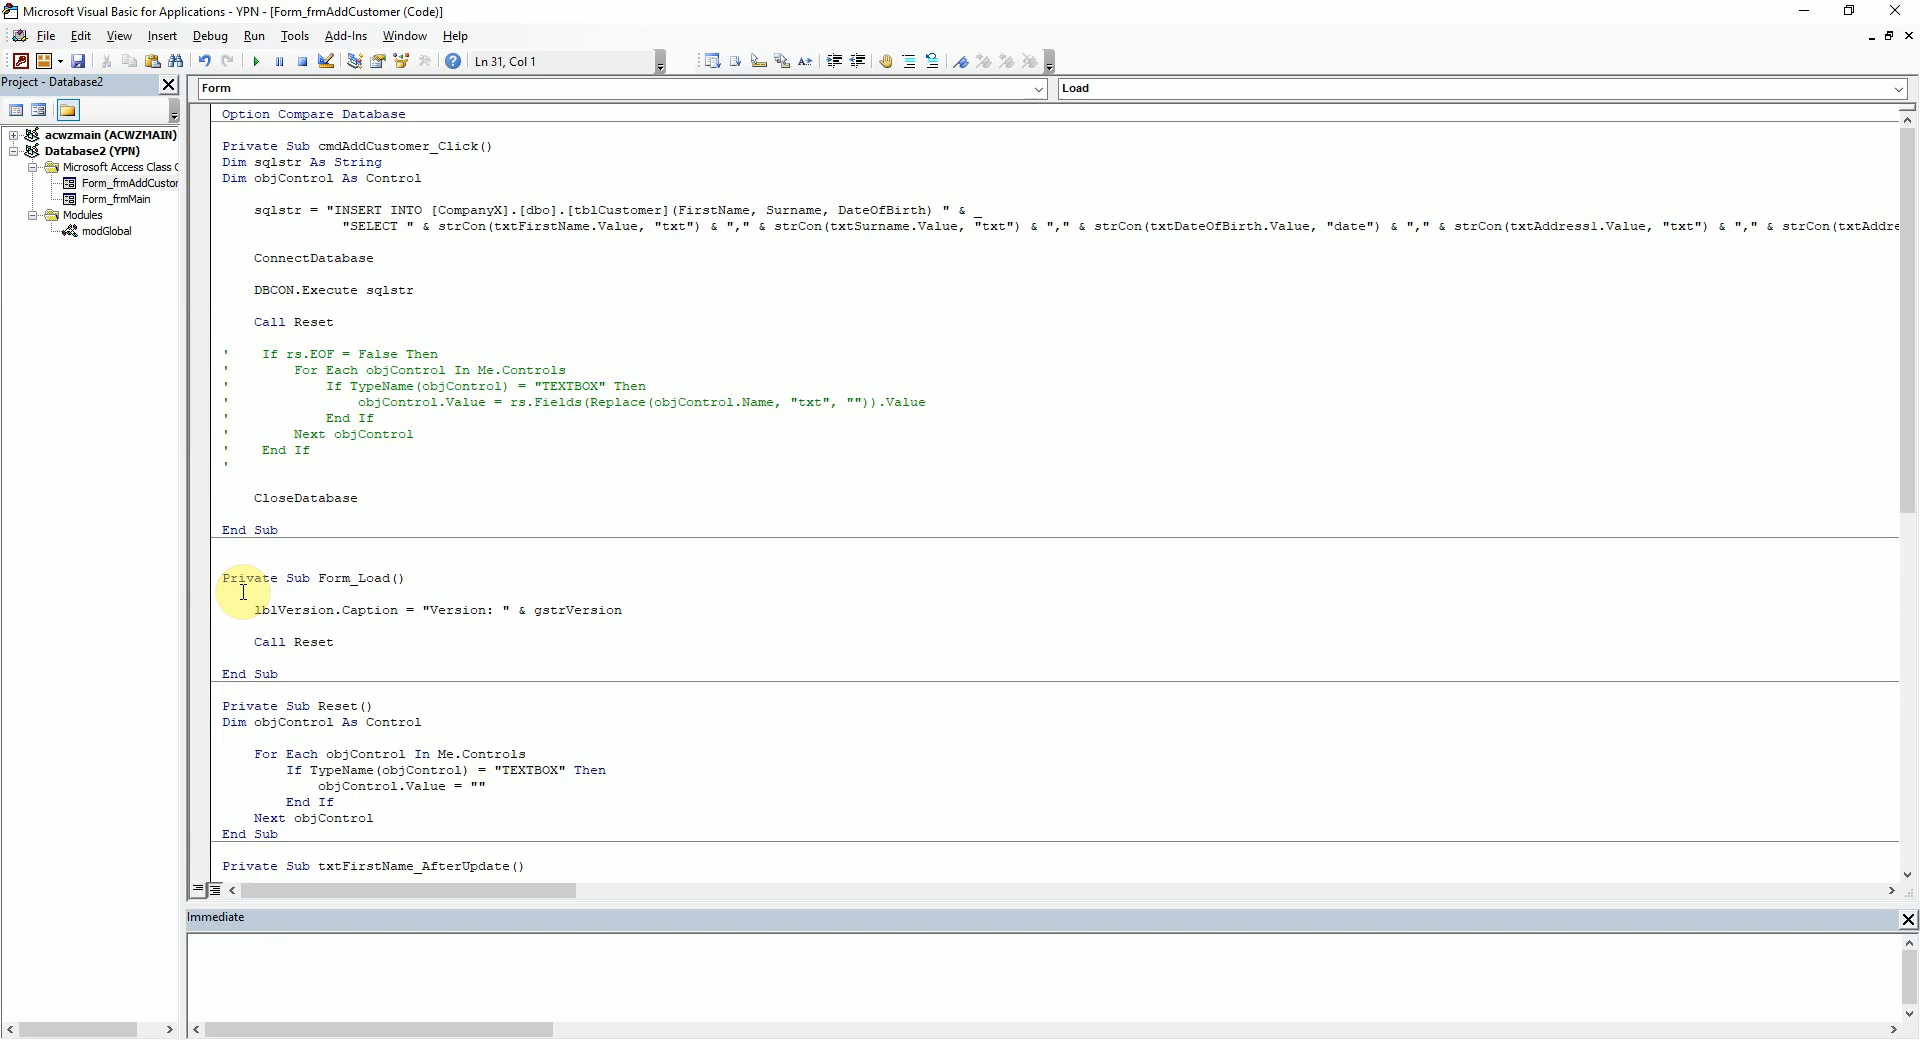 Microsoft Visual Basic for Applications - YPN - [Form_frmAddCustomer (Code)]
File Edit View Insert Debug Run Tools Add-Ins Window Help
Ln 31, Col 1
Project - Database2
Form
Load
acwzmain (ACWZMAIN)
Database2 (YPN)
Microsoft Access Class
Form_frmAddCustor
Form_frmMain
Modules
modGlobal
Option Compare Database
Private Sub cmdAddCustomer_Click()
Dim sqlstr As String
Dim objControl As Control
sqlstr = "INSERT INTO [CompanyX].[dbo].[tblCustomer](FirstName, Surname, DateOfBirth) " & _
"SELECT " & strCon(txtFirstName.Value, "txt") & "," & strCon(txtSurname.Value, "txt") & "," & strCon(txtDateOfBirth.Value, "date") & "," & strCon(txtAddress1.Value, "txt") & "," & strCon(txtAddre
ConnectDatabase
DBCON.Execute sqlstr
Call Reset
' If rs.EOF = False Then
' For Each objControl In Me.Controls
' If TypeName(objControl) = "TEXTBOX" Then
' objControl.Value = rs.Fields(Replace(objControl.Name, "txt", "")).Value
' End If
' Next objControl
' End If
'
CloseDatabase
End Sub
Private Sub Form_Load()
lblVersion.Caption = "Version: " & gstrVersion
Call Reset
End Sub
Private Sub Reset()
Dim objControl As Control
For Each objControl In Me.Controls
If TypeName(objControl) = "TEXTBOX" Then
objControl.Value = ""
End If
Next objControl
End Sub
Private Sub txtFirstName_AfterUpdate()
Immediate